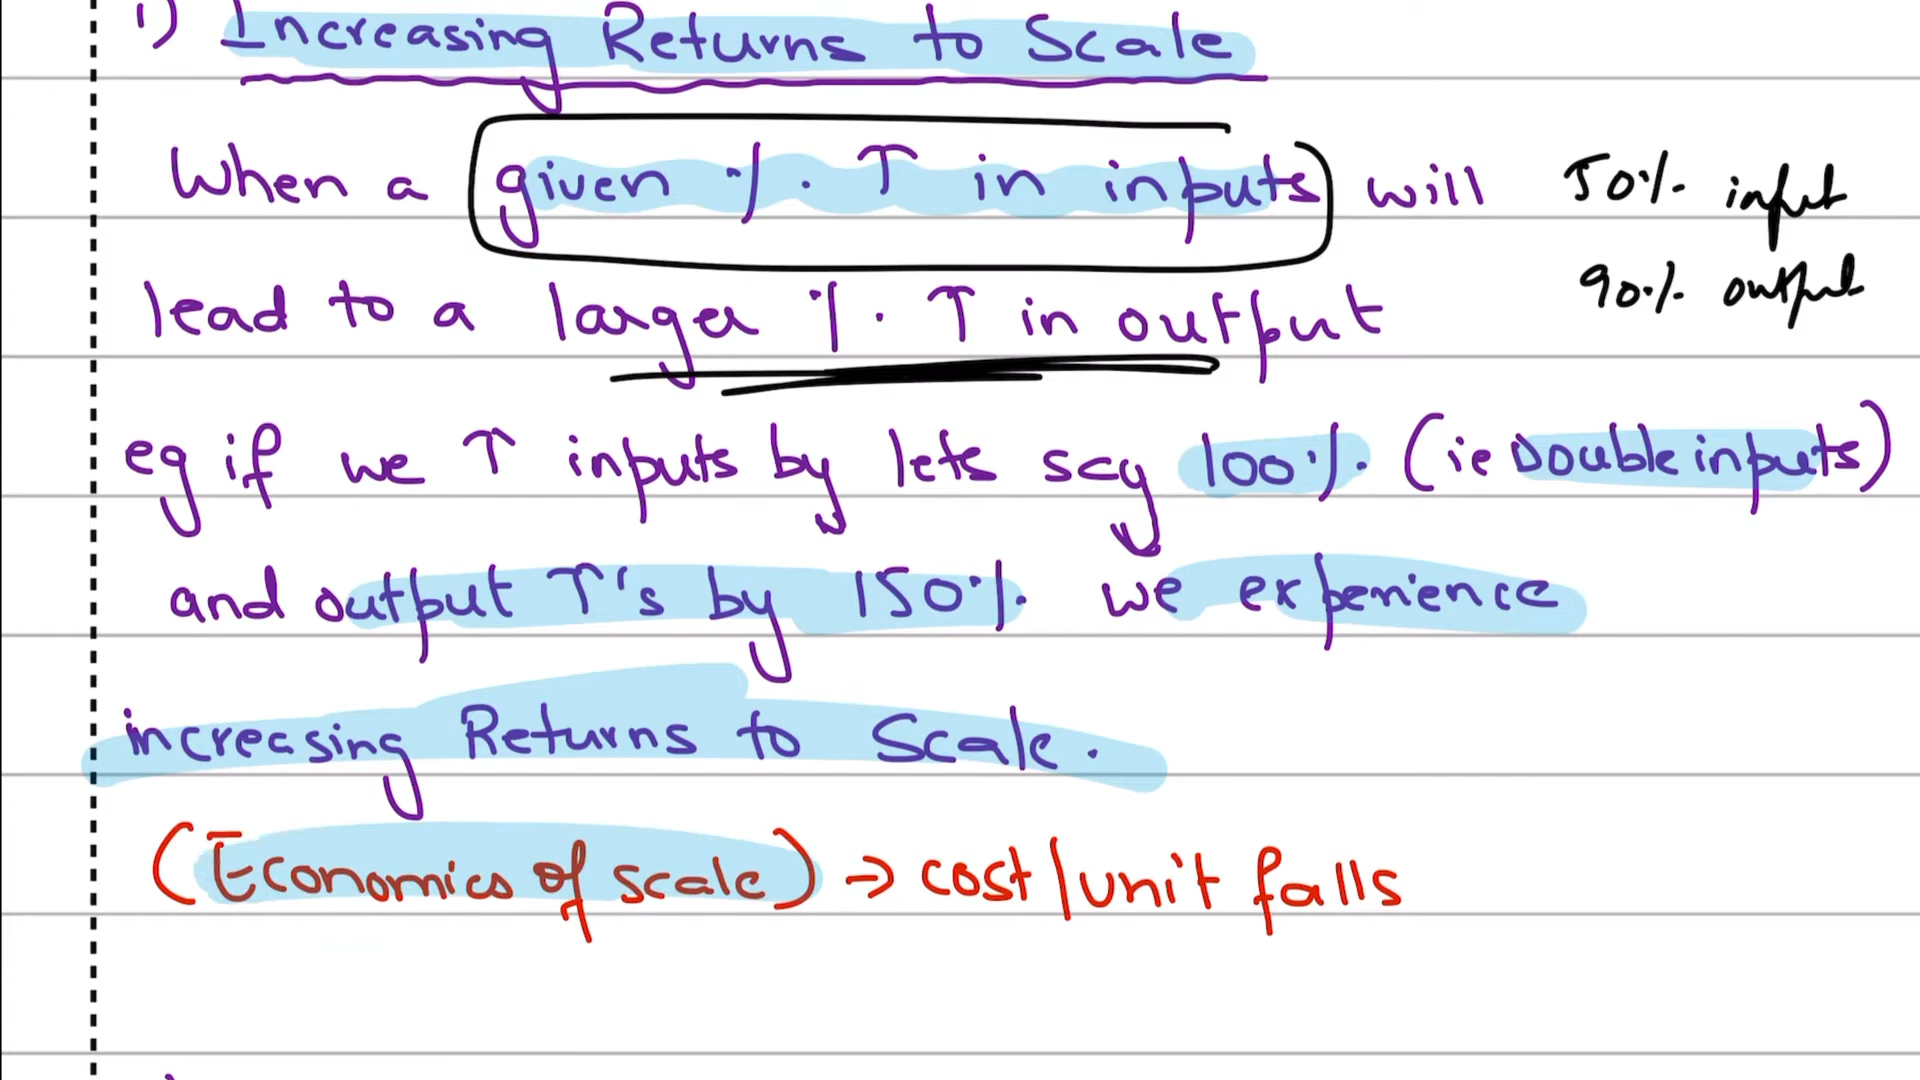 i) Increasing Returns to Scale
When a given % ↑ in inputs will
50% input
lead to a larger % ↑ in output
90% output
eg if we ↑ inputs by lets say 100% (ie Double inputs)
and output ↑'s by 150% we experience
increasing Returns to Scale.
(Economics of scale) → cost/unit falls